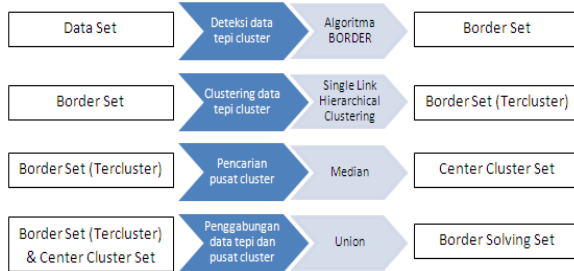 Data Set
Deteksi data
tepi cluster
Algoritma
BORDER
Border Set
Border Set
Clustering data
tepi cluster
Single Link
Hierarchical
Clustering
Border Set (Tercluster)
Border Set (Tercluster)
Pencarian
pusat cluster
Median
Center Cluster Set
Border Set (Tercluster)
& Center Cluster Set
Penggabungan
data tepi dan
pusat cluster
Union
Border Solving Set